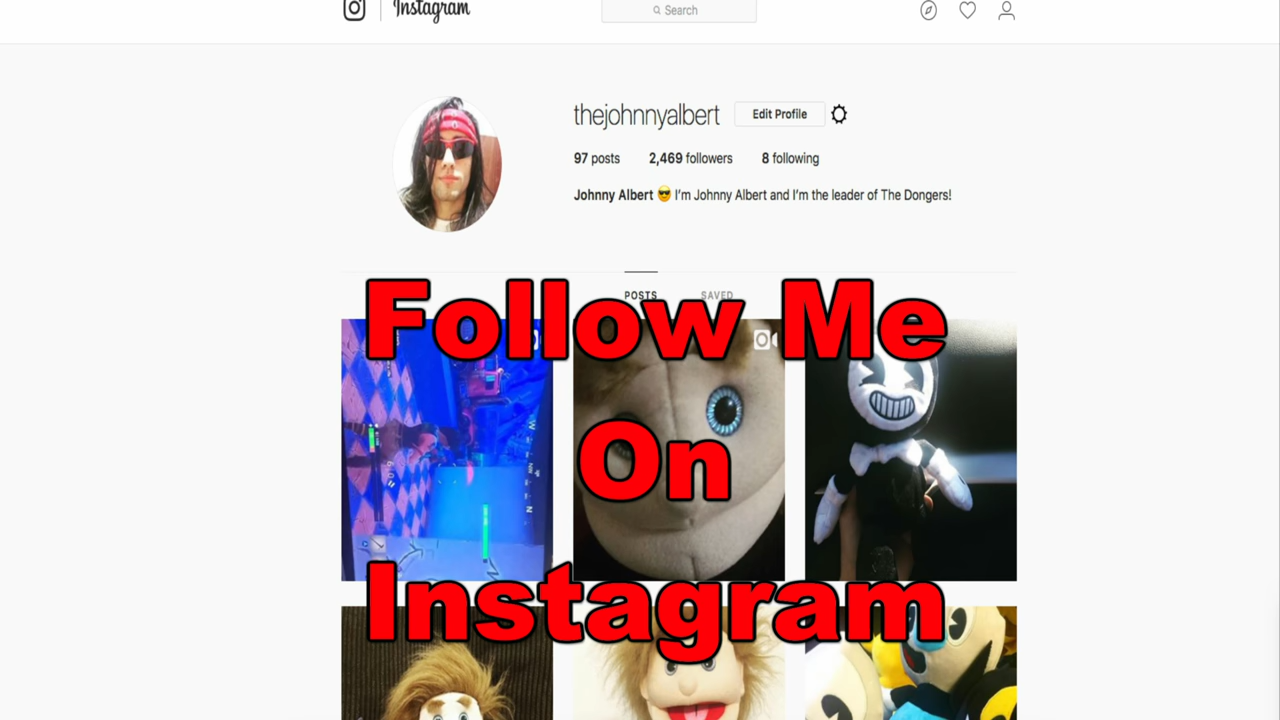 Instagram
Search
thejohnnyalbert Edit Profile
97 posts 2,469 followers 8 following
Johnny Albert 😎 I'm Johnny Albert and I'm the leader of The Dongers!
POSTS SAVED
Follow Me
On
Instagram